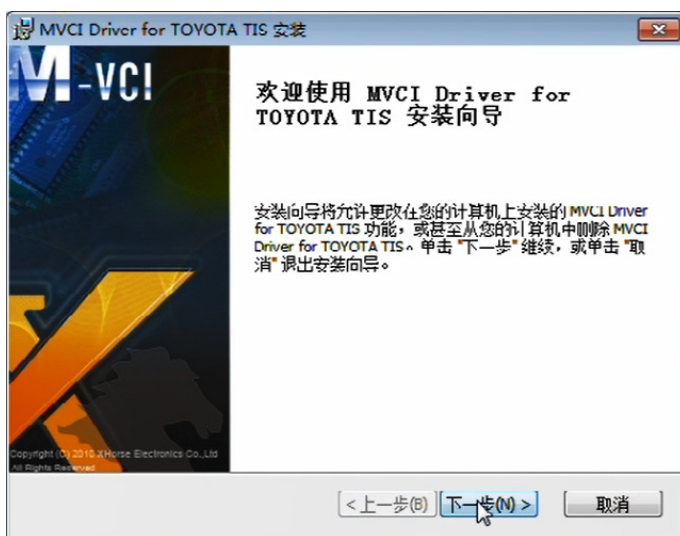 MVCI Driver for TOYOTA TIS 安装
M-VCI
欢迎使用 MVCI Driver for
TOYOTA TIS 安装向导
安装向导将允许更改在您的计算机上安装的 MVCI Driver
for TOYOTA TIS 功能，或甚至从您的计算机中删除 MVCI
Driver for TOYOTA TIS。单击 "下一步" 继续，或单击 "取
消" 退出安装向导。
Copyright (C) 2010 XHorse Electronics Co.,Ltd
All Rights Reserved
<上一步(B)
下一步(N) >
取消